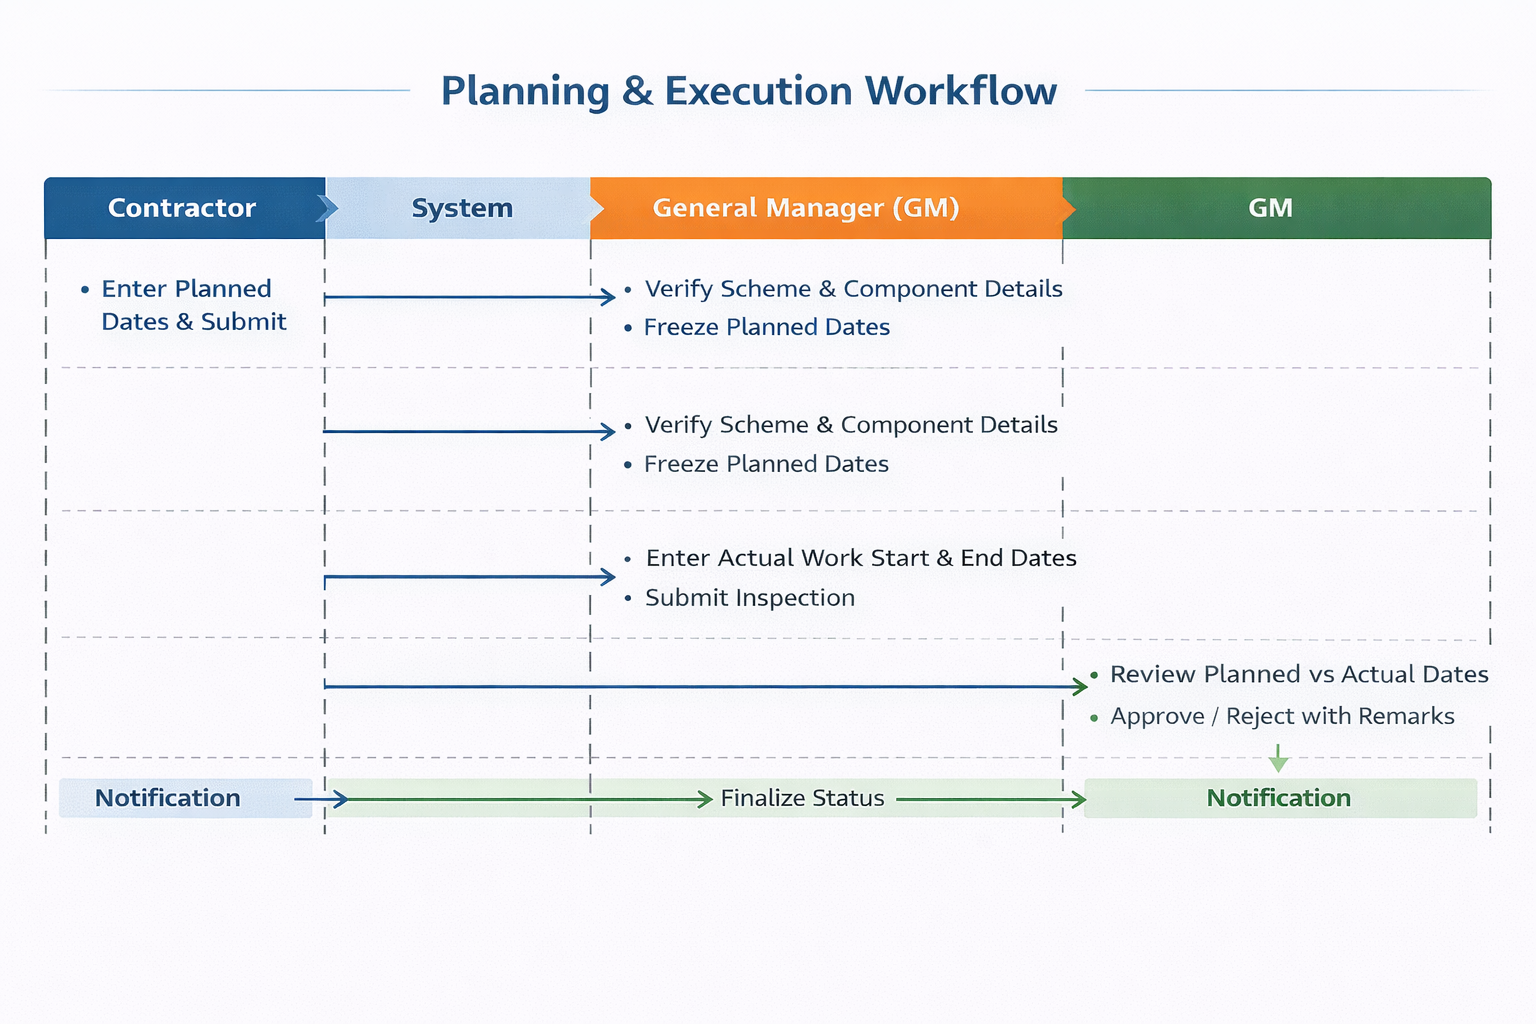 Planning & Execution Workflow
Contractor
System
General Manager (GM)
GM
• Enter Planned
Dates & Submit
• Verify Scheme & Component Details
• Freeze Planned Dates
• Verify Scheme & Component Details
• Freeze Planned Dates
• Enter Actual Work Start & End Dates
• Submit Inspection
• Review Planned vs Actual Dates
• Approve / Reject with Remarks
Notification
Finalize Status
Notification